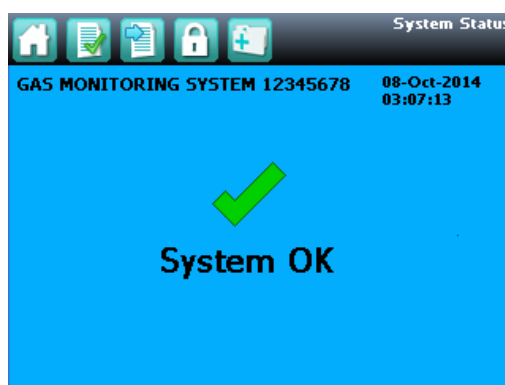 System Status
GAS MONITORING SYSTEM 12345678
08-Oct-2014
03:07:13
System OK